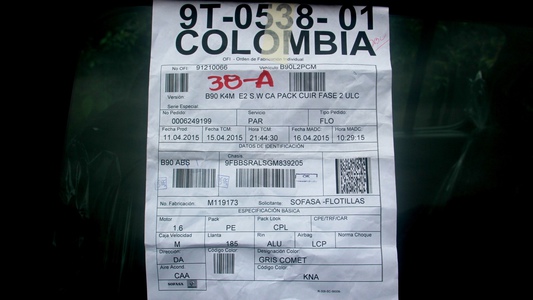 9T-0538-01
COLOMBIA
OFI - Orden de Fabricación Individual
No OFI: 91210066 Vehículo B90L2PCM
38-A
Versión B90 K4M E2 S.W CA PACK CUIR FASE 2 ULC
Serie Especial
No Pedido: Servicio Tipo Pedido
0006249199 PAR FLO
Fecha Prod Fecha TCM: Hora TCM: Fecha MADC: Hora MADC:
11.04.2015 15.04.2015 21:44:30 16.04.2015 10:29:15
DATOS DE IDENTIFICACIÓN
B90 ABS Chasis 9FBBSRALSGM839205
No. Fabricación: M119173 Solicitante: SOFASA -FLOTILLAS
ESPECIFICACIÓN BÁSICA
Motor Pack Pack Look CPE/TRF/CAR
1.6 PE CPL
Caja Velocidad Llanta Rin Airbag Norma Choque
M 185 ALU LCP
Dirección: Color Código: Designación Color:
DA GRIS COMET
Aire Acond. Código Color:
CAA KNA